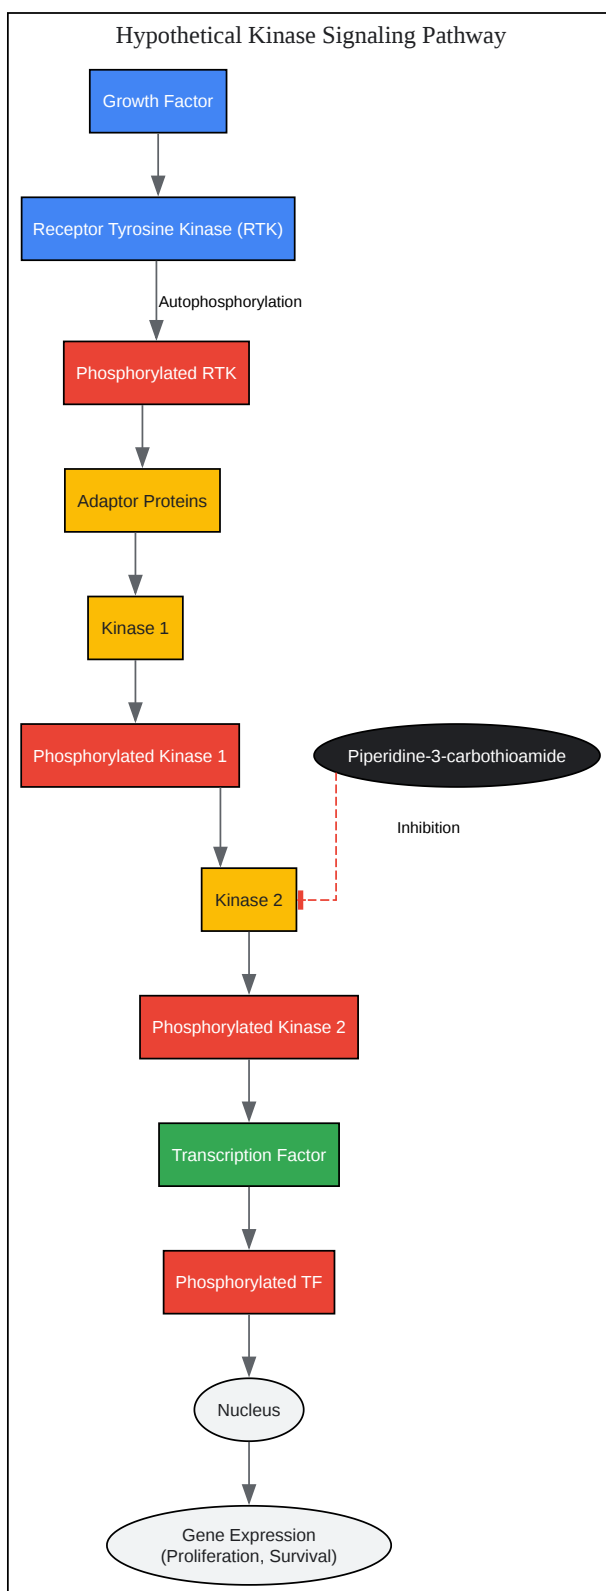 Hypothetical Kinase Signaling Pathway
Growth Factor
Receptor Tyrosine Kinase (RTK)
Autophosphorylation
Phosphorylated RTK
Adaptor Proteins
Kinase 1
Phosphorylated Kinase 1
Piperidine-3-carbothioamide
Inhibition
Kinase 2
Phosphorylated Kinase 2
Transcription Factor
Phosphorylated TF
Nucleus
Gene Expression
(Proliferation, Survival)